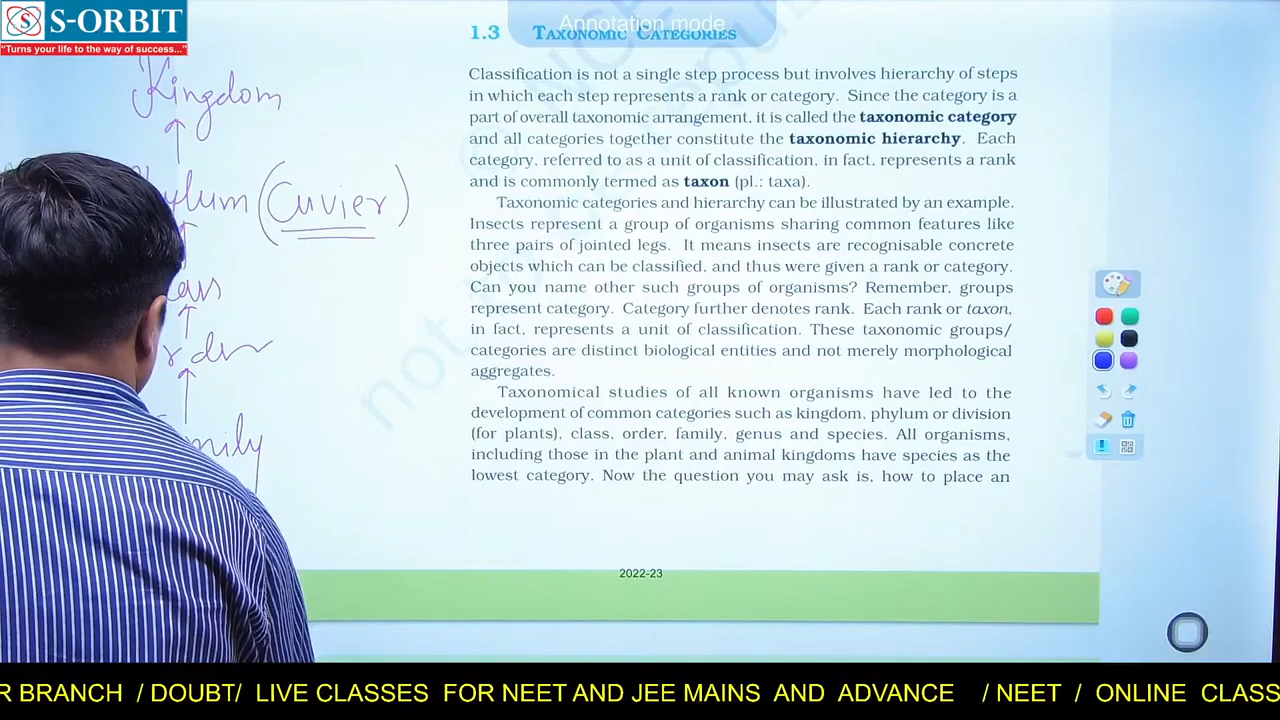 S-ORBIT
"Turns your life to the way of success..."
Annotation mode
1.3 TAXONOMIC CATEGORIES
Kingdom
Classification is not a single step process but involves hierarchy of steps
in which each step represents a rank or category. Since the category is a
part of overall taxonomic arrangement, it is called the taxonomic category
and all categories together constitute the taxonomic hierarchy. Each
category, referred to as a unit of classification, in fact, represents a rank
and is commonly termed as taxon (pl.: taxa).
hylum (Cuvier)
Taxonomic categories and hierarchy can be illustrated by an example.
Insects represent a group of organisms sharing common features like
three pairs of jointed legs. It means insects are recognisable concrete
objects which can be classified, and thus were given a rank or category.
Can you name other such groups of organisms? Remember, groups
represent category. Category further denotes rank. Each rank or taxon,
in fact, represents a unit of classification. These taxonomic groups/
categories are distinct biological entities and not merely morphological
aggregates.
rder
Taxonomical studies of all known organisms have led to the
development of common categories such as kingdom, phylum or division
(for plants), class, order, family, genus and species. All organisms,
including those in the plant and animal kingdoms have species as the
lowest category. Now the question you may ask is, how to place an
mily
not
2022-23
R BRANCH / DOUBT/ LIVE CLASSES FOR NEET AND JEE MAINS AND ADVANCE / NEET / ONLINE CLASS